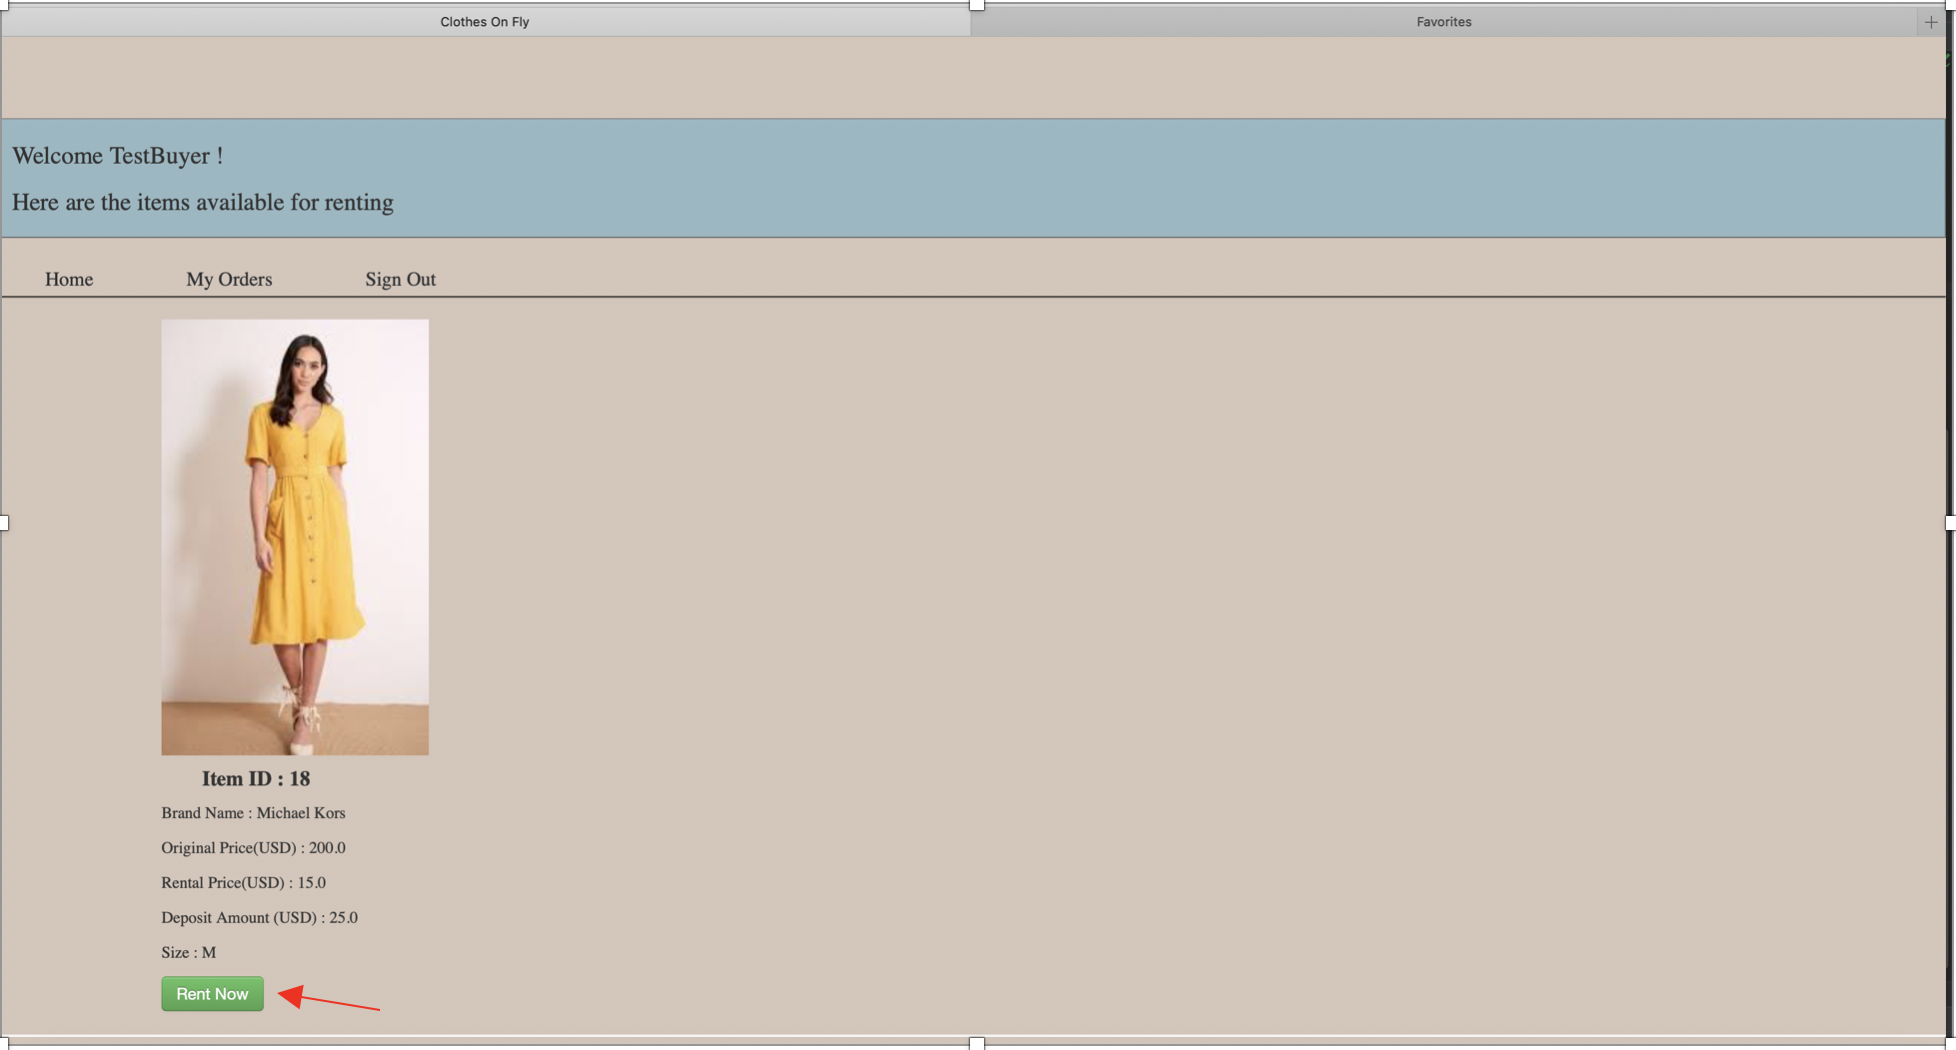 Clothes On Fly
Favorites
Welcome TestBuyer !
Here are the items available for renting
Home
My Orders
Sign Out
Item ID : 18
Brand Name : Michael Kors
Original Price(USD) : 200.0
Rental Price(USD) : 15.0
Deposit Amount (USD) : 25.0
Size : M
Rent Now